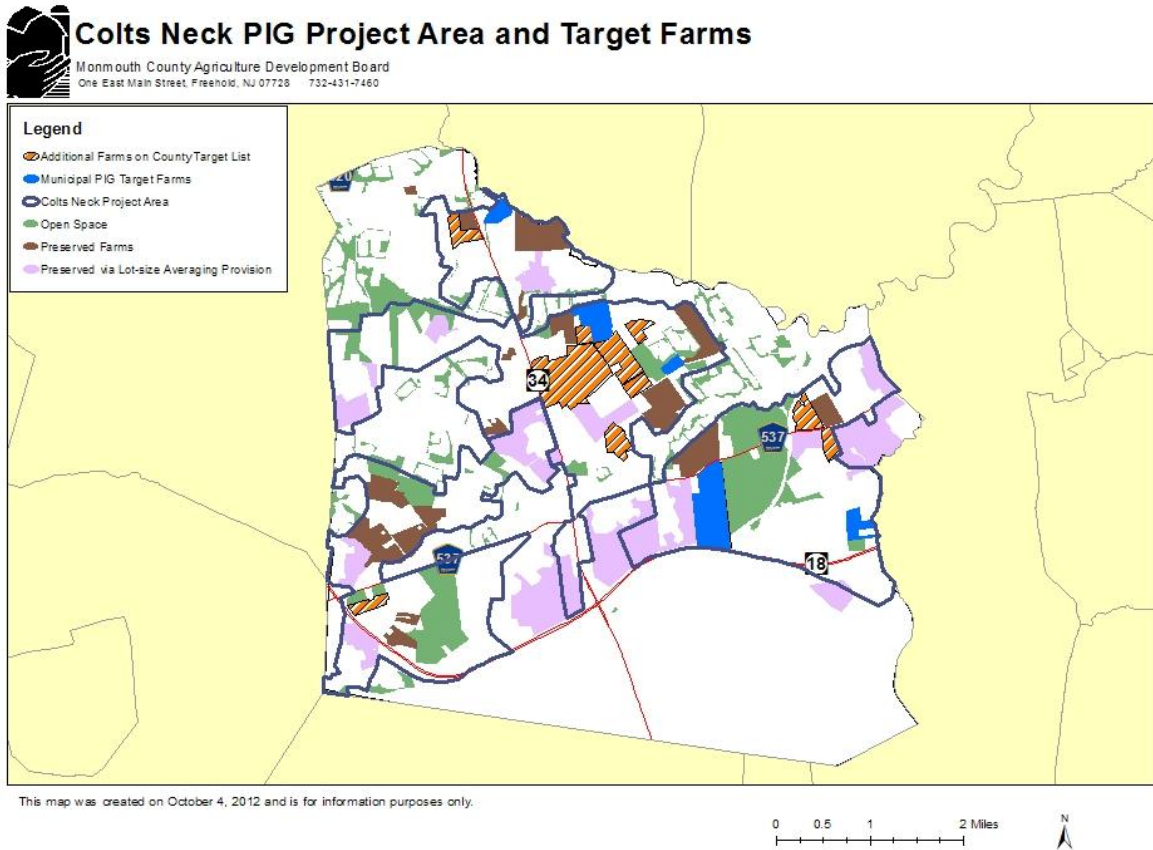 Colts Neck PIG Project Area and Target Farms
Monmouth County Agriculture Development Board
One East Main Street, Freehold, NJ 07728 732-431-7460
Legend
Additional Farms on County Target List
Municipal PIG Target Farms
Colts Neck Project Area
Open Space
Preserved Farms
Preserved via Lot-size Averaging Provision
34
537
537
18
This map was created on October 4, 2012 and is for information purposes only.
0 0.5 1 2 Miles
N